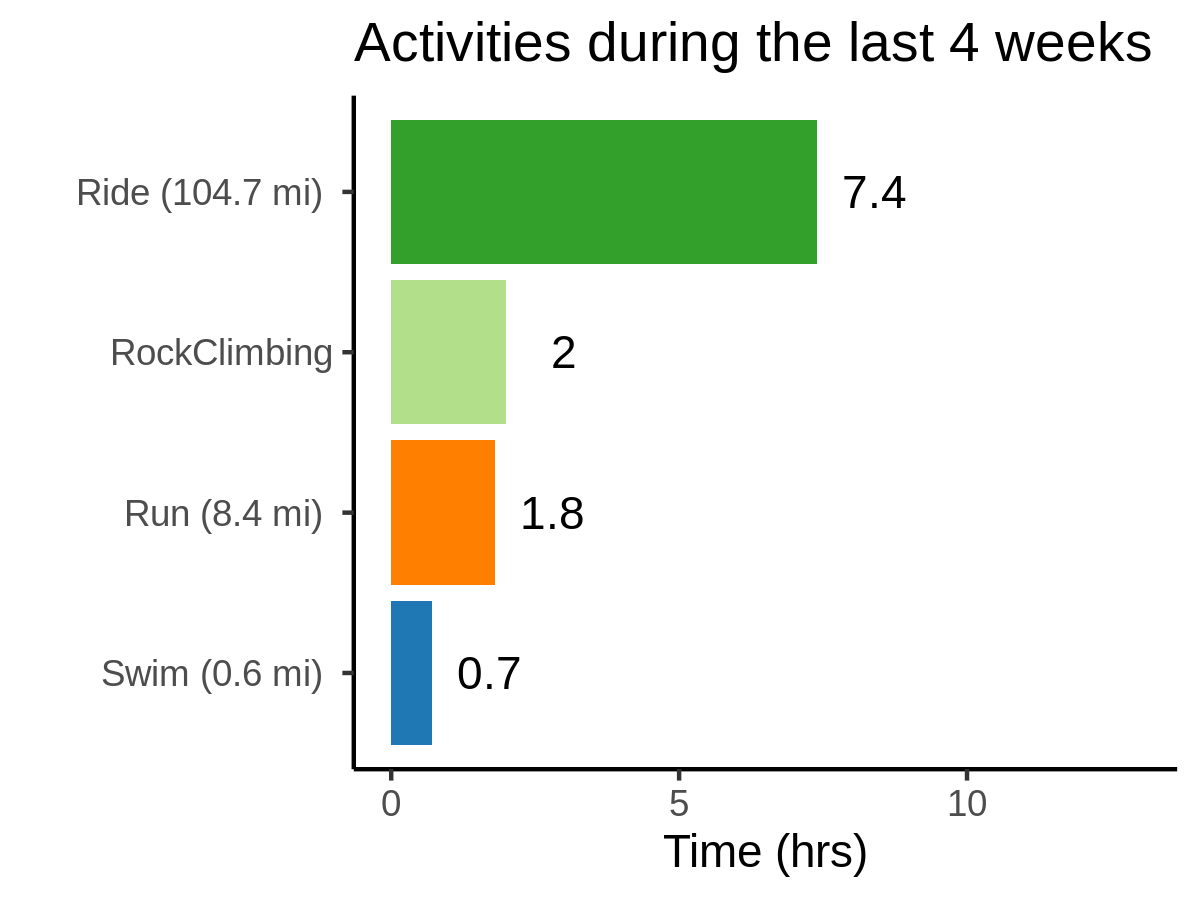 Activities during the last 4 weeks
Ride (104.7 mi)
7.4
RockClimbing
2
Run (8.4 mi)
1.8
Swim (0.6 mi)
0.7
0 5 10
Time (hrs)